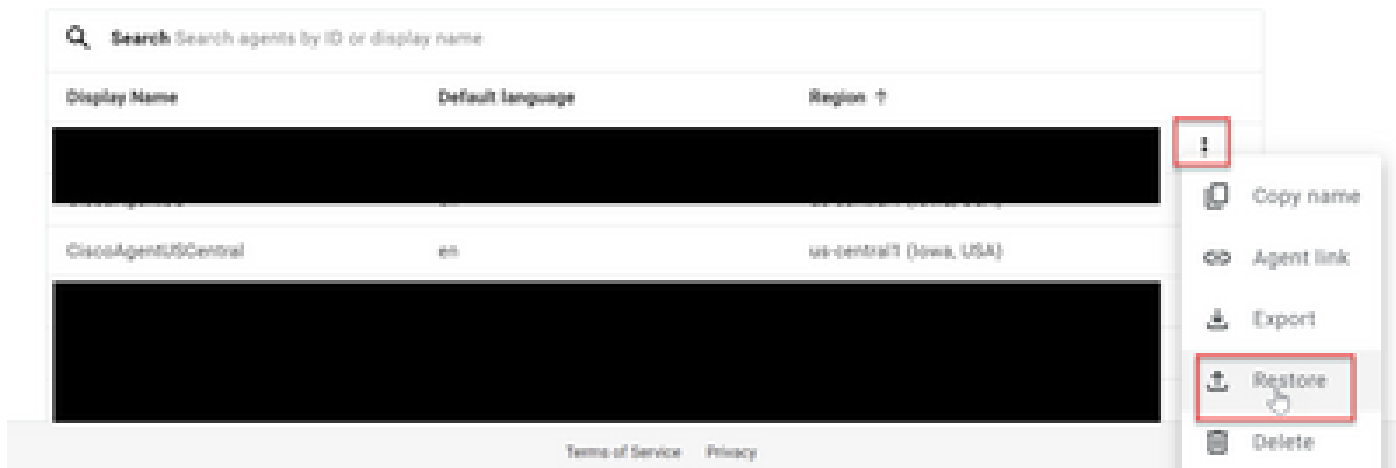 Search Search agents by ID or display name
Display Name Default language Region ↑
Copy name
CiscoAgentUSCentral en us-central1 (Iowa, USA)
Agent link
Export
Restore
Delete
Terms of Service Privacy